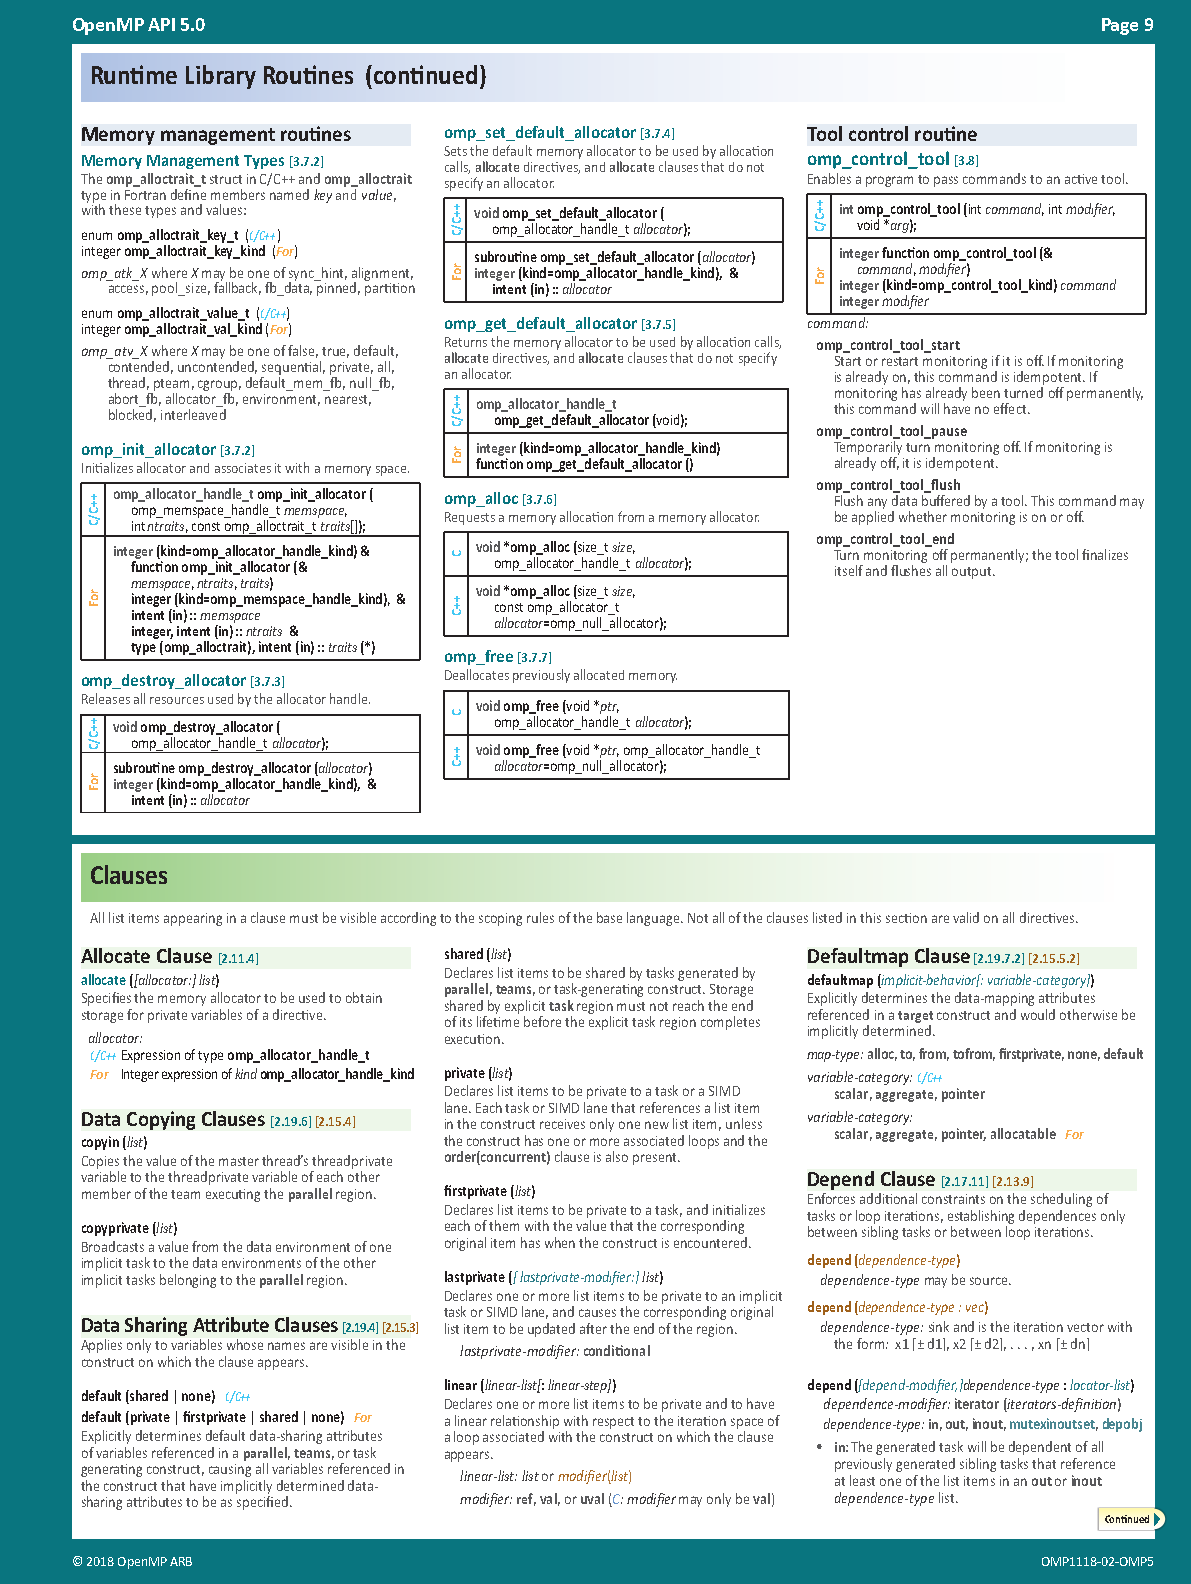 OpenMP API 5.0
Page 9
Runtime Library Routines (continued)
Memory management routines
Memory Management Types [3.7.2]
The omp_alloctrait_t struct in C/C++ and omp_alloctrait
type in Fortran define members named key and value,
with these types and values:
enum omp_alloctrait_key_t (C/C++)
integer omp_alloctrait_key_kind (For)
omp_atk_X where X may be one of sync_hint, alignment,
access, pool_size, fallback, fb_data, pinned, partition
enum omp_alloctrait_value_t (C/C++)
integer omp_alloctrait_val_kind (For)
omp_atv_X where X may be one of false, true, default,
contended, uncontended, sequential, private, all,
thread, pteam, cgroup, default_mem_fb, null_fb,
abort_fb, allocator_fb, environment, nearest,
blocked, interleaved
omp_init_allocator [3.7.2]
Initializes allocator and associates it with a memory space.
C/C++
omp_allocator_handle_t omp_init_allocator (
omp_memspace_handle_t memspace,
int ntraits, const omp_alloctrait_t traits[]);
For
integer (kind=omp_allocator_handle_kind) &
function omp_init_allocator (&
memspace, ntraits, traits)
integer (kind=omp_memspace_handle_kind), &
intent (in) :: memspace
integer, intent (in) :: ntraits &
type (omp_alloctrait), intent (in) :: traits (*)
omp_destroy_allocator [3.7.3]
Releases all resources used by the allocator handle.
C/C++
void omp_destroy_allocator (
omp_allocator_handle_t allocator);
For
subroutine omp_destroy_allocator (allocator)
integer (kind=omp_allocator_handle_kind), &
intent (in) :: allocator
omp_set_default_allocator [3.7.4]
Sets the default memory allocator to be used by allocation
calls, allocate directives, and allocate clauses that do not
specify an allocator.
C/C++
void omp_set_default_allocator (
omp_allocator_handle_t allocator);
For
subroutine omp_set_default_allocator (allocator)
integer (kind=omp_allocator_handle_kind), &
intent (in) :: allocator
omp_get_default_allocator [3.7.5]
Returns the memory allocator to be used by allocation calls,
allocate directives, and allocate clauses that do not specify
an allocator.
C/C++
omp_allocator_handle_t
omp_get_default_allocator (void);
For
integer (kind=omp_allocator_handle_kind)
function omp_get_default_allocator ()
omp_alloc [3.7.6]
Requests a memory allocation from a memory allocator.
C
void *omp_alloc (size_t size,
omp_allocator_handle_t allocator);
C++
void *omp_alloc (size_t size,
const omp_allocator_t
allocator=omp_null_allocator);
omp_free [3.7.7]
Deallocates previously allocated memory.
C
void omp_free (void *ptr,
omp_allocator_handle_t allocator);
C++
void omp_free (void *ptr, omp_allocator_handle_t
allocator=omp_null_allocator);
Tool control routine
omp_control_tool [3.8]
Enables a program to pass commands to an active tool.
C/C++
int omp_control_tool (int command, int modifier,
void *arg);
For
integer function omp_control_tool (&
command, modifier)
integer (kind=omp_control_tool_kind) command
integer modifier
command:
omp_control_tool_start
Start or restart monitoring if it is off. If monitoring
is already on, this command is idempotent. If
monitoring has already been turned off permanently,
this command will have no effect.
omp_control_tool_pause
Temporarily turn monitoring off. If monitoring is
already off, it is idempotent.
omp_control_tool_flush
Flush any data buffered by a tool. This command may
be applied whether monitoring is on or off.
omp_control_tool_end
Turn monitoring off permanently; the tool finalizes
itself and flushes all output.
Clauses
All list items appearing in a clause must be visible according to the scoping rules of the base language. Not all of the clauses listed in this section are valid on all directives.
Allocate Clause [2.11.4]
allocate ([allocator:] list)
Specifies the memory allocator to be used to obtain
storage for private variables of a directive.
allocator:
C/C++ Expression of type omp_allocator_handle_t
For Integer expression of kind omp_allocator_handle_kind
Data Copying Clauses [2.19.6] [2.15.4]
copyin (list)
Copies the value of the master thread's threadprivate
variable to the threadprivate variable of each other
member of the team executing the parallel region.
copyprivate (list)
Broadcasts a value from the data environment of one
implicit task to the data environments of the other
implicit tasks belonging to the parallel region.
Data Sharing Attribute Clauses [2.19.4] [2.15.3]
Applies only to variables whose names are visible in the
construct on which the clause appears.
default (shared | none) C/C++
default (private | firstprivate | shared | none) For
Explicitly determines default data-sharing attributes
of variables referenced in a parallel, teams, or task
generating construct, causing all variables referenced in
the construct that have implicitly determined data-
sharing attributes to be as specified.
shared (list)
Declares list items to be shared by tasks generated by
parallel, teams, or task-generating construct. Storage
shared by explicit task region must not reach the end
of its lifetime before the explicit task region completes
execution.
private (list)
Declares list items to be private to a task or a SIMD
lane. Each task or SIMD lane that references a list item
in the construct receives only one new list item, unless
the construct has one or more associated loops and the
order(concurrent) clause is also present.
firstprivate (list)
Declares list items to be private to a task, and initializes
each of them with the value that the corresponding
original item has when the construct is encountered.
lastprivate ([ lastprivate-modifier:] list)
Declares one or more list items to be private to an implicit
task or SIMD lane, and causes the corresponding original
list item to be updated after the end of the region.
lastprivate-modifier: conditional
linear (linear-list[: linear-step])
Declares one or more list items to be private and to have
a linear relationship with respect to the iteration space of
a loop associated with the construct on which the clause
appears.
linear-list: list or modifier(list)
modifier: ref, val, or uval (C: modifier may only be val)
Defaultmap Clause [2.19.7.2] [2.15.5.2]
defaultmap (implicit-behavior[: variable-category])
Explicitly determines the data-mapping attributes
referenced in a target construct and would otherwise be
implicitly determined.
map-type: alloc, to, from, tofrom, firstprivate, none, default
variable-category: C/C++
scalar, aggregate, pointer
variable-category:
scalar, aggregate, pointer, allocatable For
Depend Clause [2.17.11] [2.13.9]
Enforces additional constraints on the scheduling of
tasks or loop iterations, establishing dependences only
between sibling tasks or between loop iterations.
depend (dependence-type)
dependence-type may be source.
depend (dependence-type : vec)
dependence-type: sink and is the iteration vector with
the form: x1 [± d1], x2 [± d2], . . . , xn [± dn]
depend ([depend-modifier,]dependence-type : locator-list)
dependence-modifier: iterator (iterators-definition)
dependence-type: in, out, inout, mutexinoutset, depobj
• in: The generated task will be dependent of all
previously generated sibling tasks that reference
at least one of the list items in an out or inout
dependence-type list.
Continued
© 2018 OpenMP ARB
OMP1118-02-OMP5